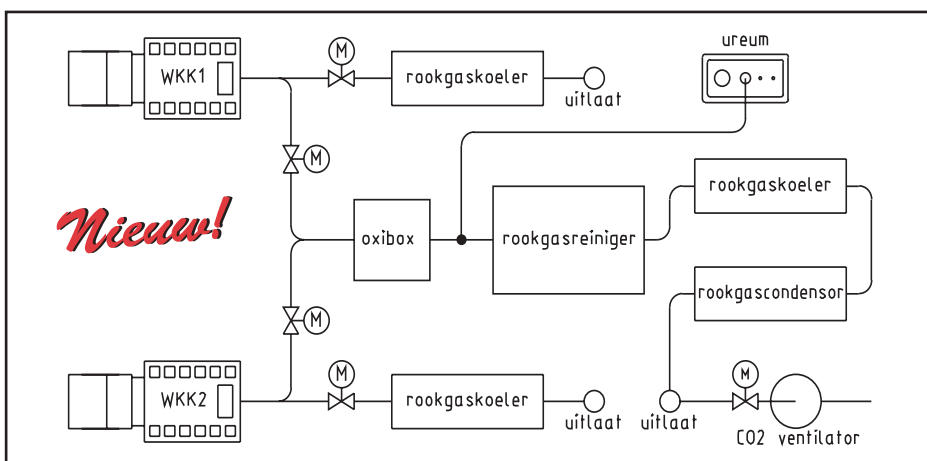 ureum
WKK1
M
rookgaskoeler
uitlaat
M
rookgaskoeler
Nieuw!
oxibox
rookgasreiniger
rookgascondensor
M
WKK2
M
rookgaskoeler
uitlaat
M
uitlaat
CO2 ventilator